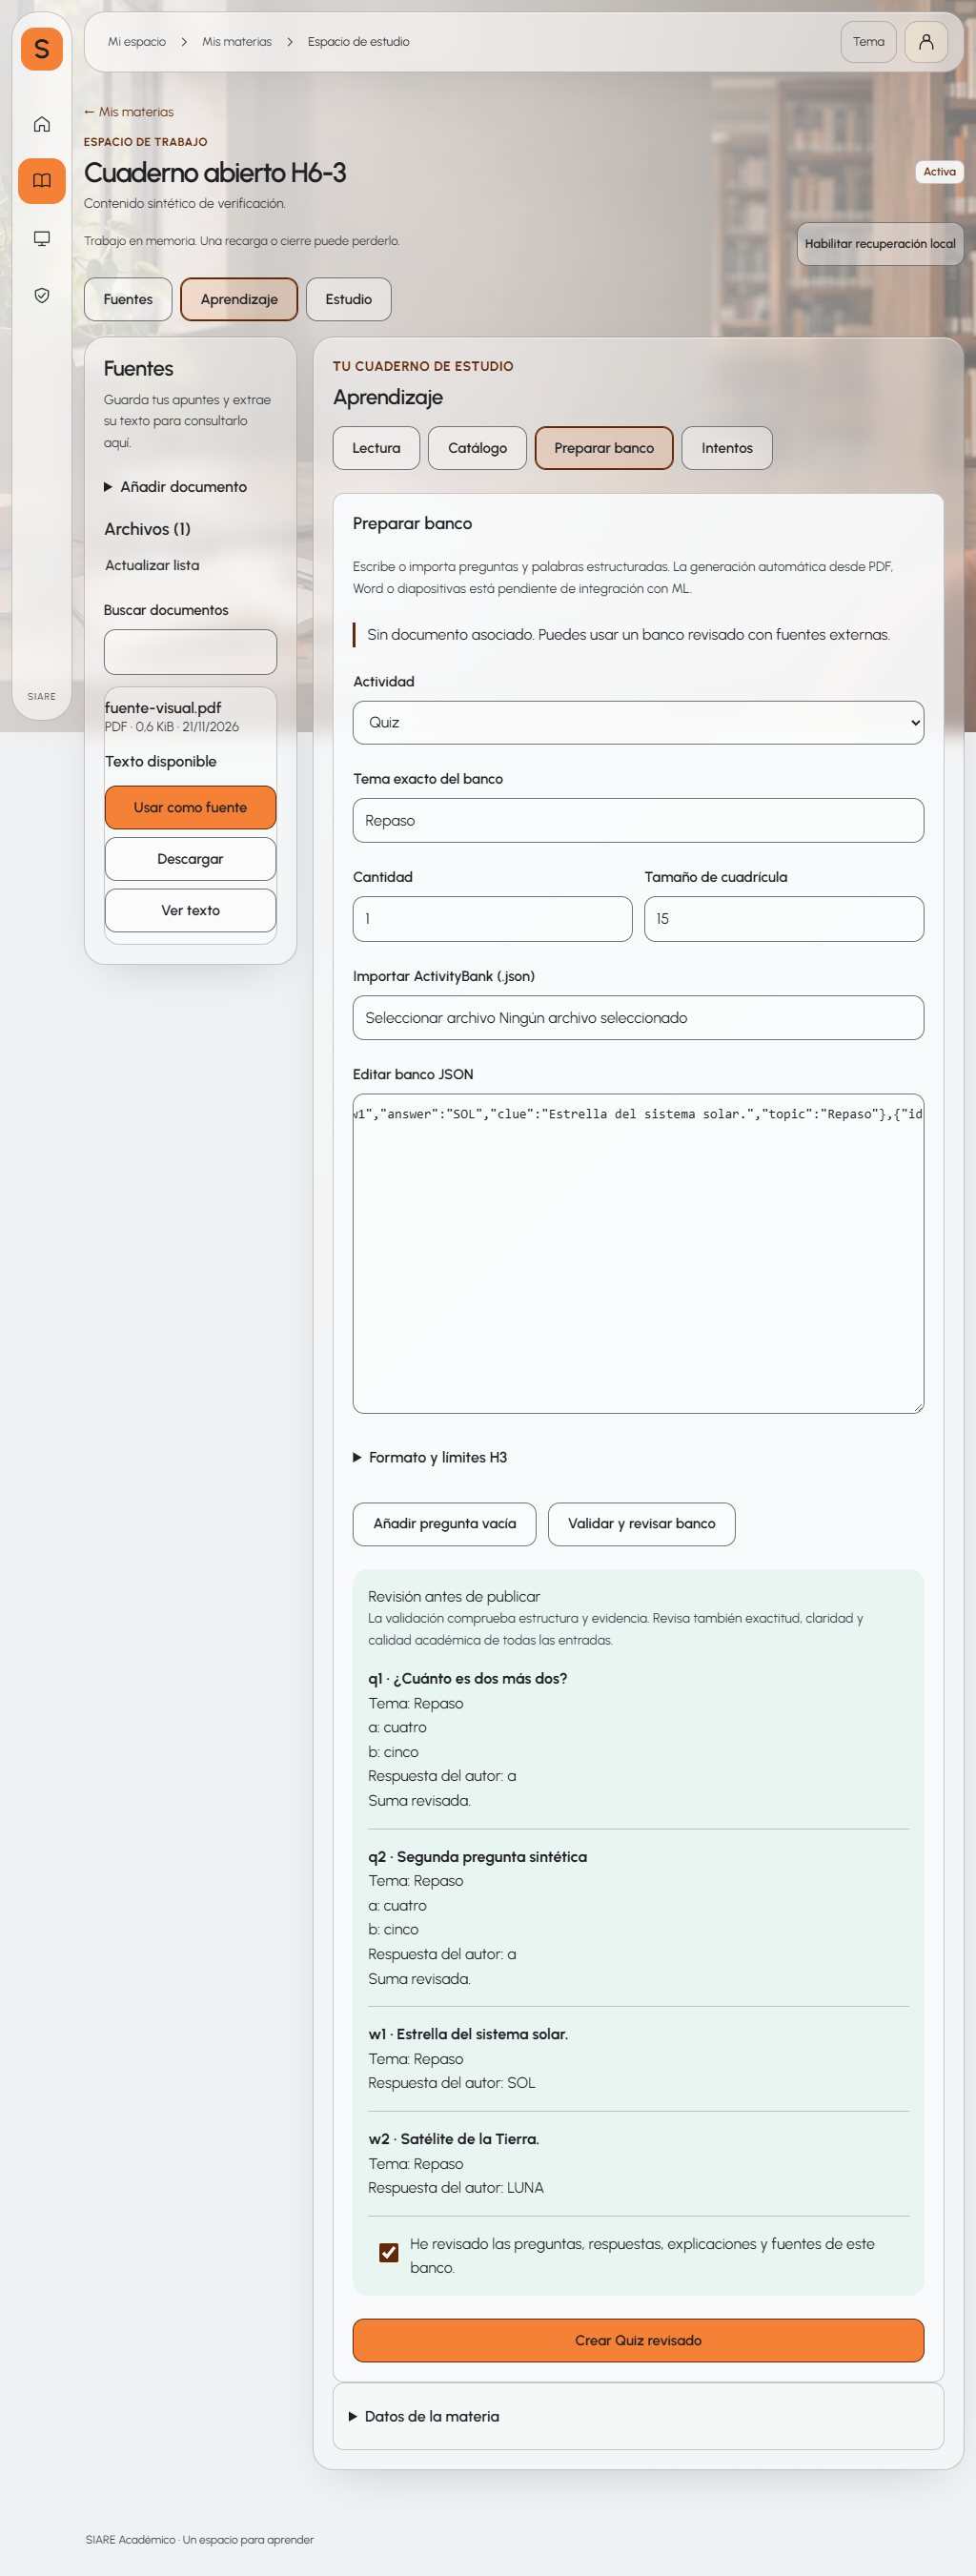 S
Mi espacio > Mis materias > Espacio de estudio
Tema
← Mis materias
ESPACIO DE TRABAJO
Cuaderno abierto H6-3
Activa
Contenido sintético de verificación.
Trabajo en memoria. Una recarga o cierre puede perderlo.
Habilitar recuperación local
Fuentes
Aprendizaje
Estudio
Fuentes
Guarda tus apuntes y extrae
su texto para consultarlo
aquí.
Añadir documento
Archivos (1)
Actualizar lista
Buscar documentos
fuente-visual.pdf
PDF · 0,6 KiB · 21/11/2026
Texto disponible
Usar como fuente
Descargar
Ver texto
SIARE
TU CUADERNO DE ESTUDIO
Aprendizaje
Lectura
Catálogo
Preparar banco
Intentos
Preparar banco
Escribe o importa preguntas y palabras estructuradas. La generación automática desde PDF,
Word o diapositivas está pendiente de integración con ML.
Sin documento asociado. Puedes usar un banco revisado con fuentes externas.
Actividad
Quiz
Tema exacto del banco
Repaso
Cantidad
Tamaño de cuadrícula
1
15
Importar ActivityBank (.json)
Seleccionar archivo Ningún archivo seleccionado
Editar banco JSON
w1","answer":"SOL","clue":"Estrella del sistema solar.","topic":"Repaso"},{"id
Formato y límites H3
Añadir pregunta vacía
Validar y revisar banco
Revisión antes de publicar
La validación comprueba estructura y evidencia. Revisa también exactitud, claridad y
calidad académica de todas las entradas.
q1 · ¿Cuánto es dos más dos?
Tema: Repaso
a: cuatro
b: cinco
Respuesta del autor: a
Suma revisada.
q2 · Segunda pregunta sintética
Tema: Repaso
a: cuatro
b: cinco
Respuesta del autor: a
Suma revisada.
w1 · Estrella del sistema solar.
Tema: Repaso
Respuesta del autor: SOL
w2 · Satélite de la Tierra.
Tema: Repaso
Respuesta del autor: LUNA
He revisado las preguntas, respuestas, explicaciones y fuentes de este
banco.
Crear Quiz revisado
Datos de la materia
SIARE Académico · Un espacio para aprender